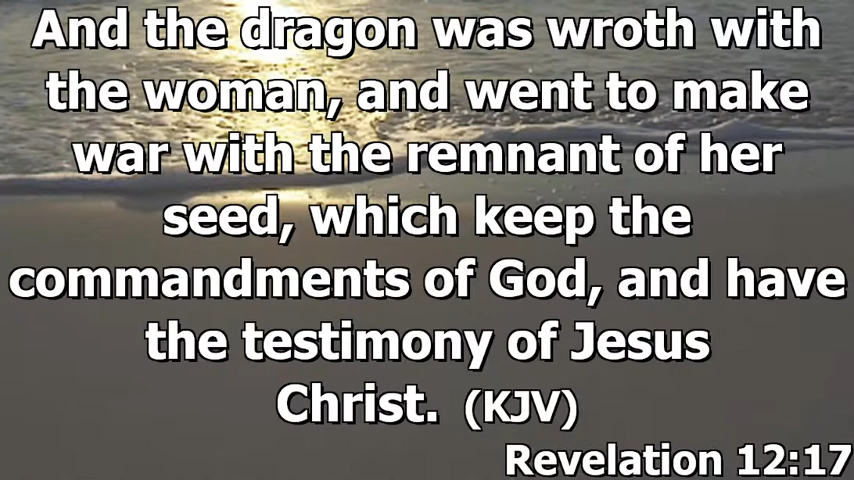 And the dragon was wroth with
the woman, and went to make
war with the remnant of her
seed, which keep the
commandments of God, and have
the testimony of Jesus
Christ. (KJV)
Revelation 12:17